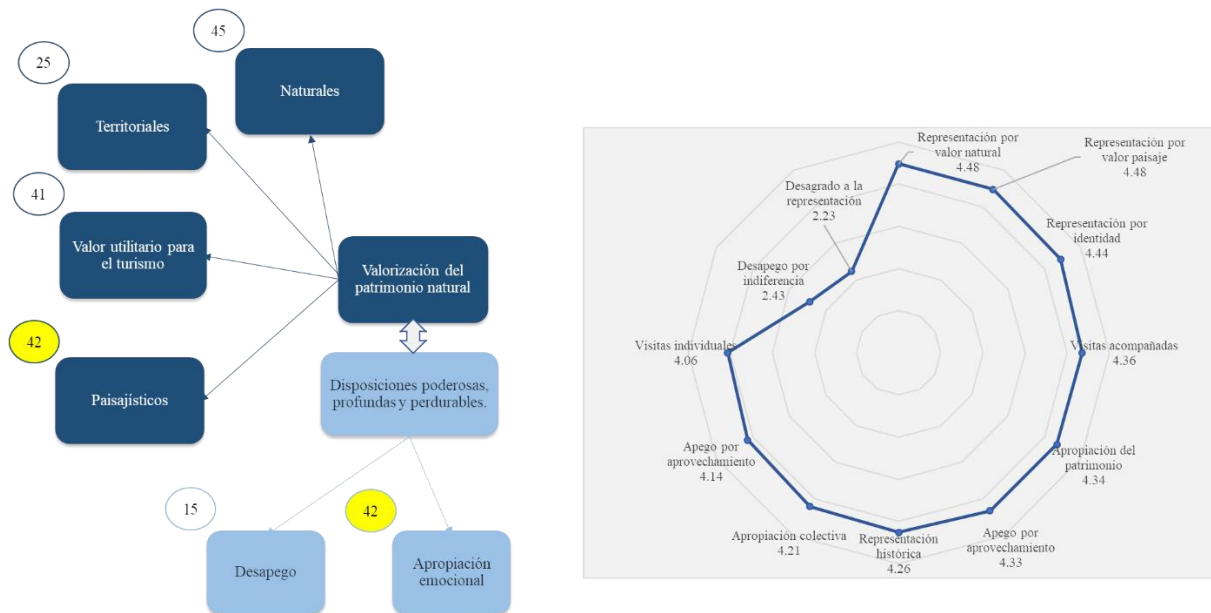 45
Naturales
25
Territoriales
41
Valor utilitario para
el turismo
Valorización del
patrimonio natural
42
Paisajísticos
Disposiciones poderosas,
profundas y perdurables.
15
Desapego
42
Apropiación
emocional
Representación por
valor natural
4.48
Representación por
valor paisaje
4.48
Representación por
identidad
4.44
Visitas acompañadas
4.36
Apropiación del
patrimonio
4.34
Apego por
aprovechamiento
4.33
Representación
histórica
4.26
Apropiación colectiva
4.21
Apego por
aprovechamiento
4.14
Visitas individuales
4.06
Desapego por
indiferencia
2.43
Desagrado a la
representación
2.23